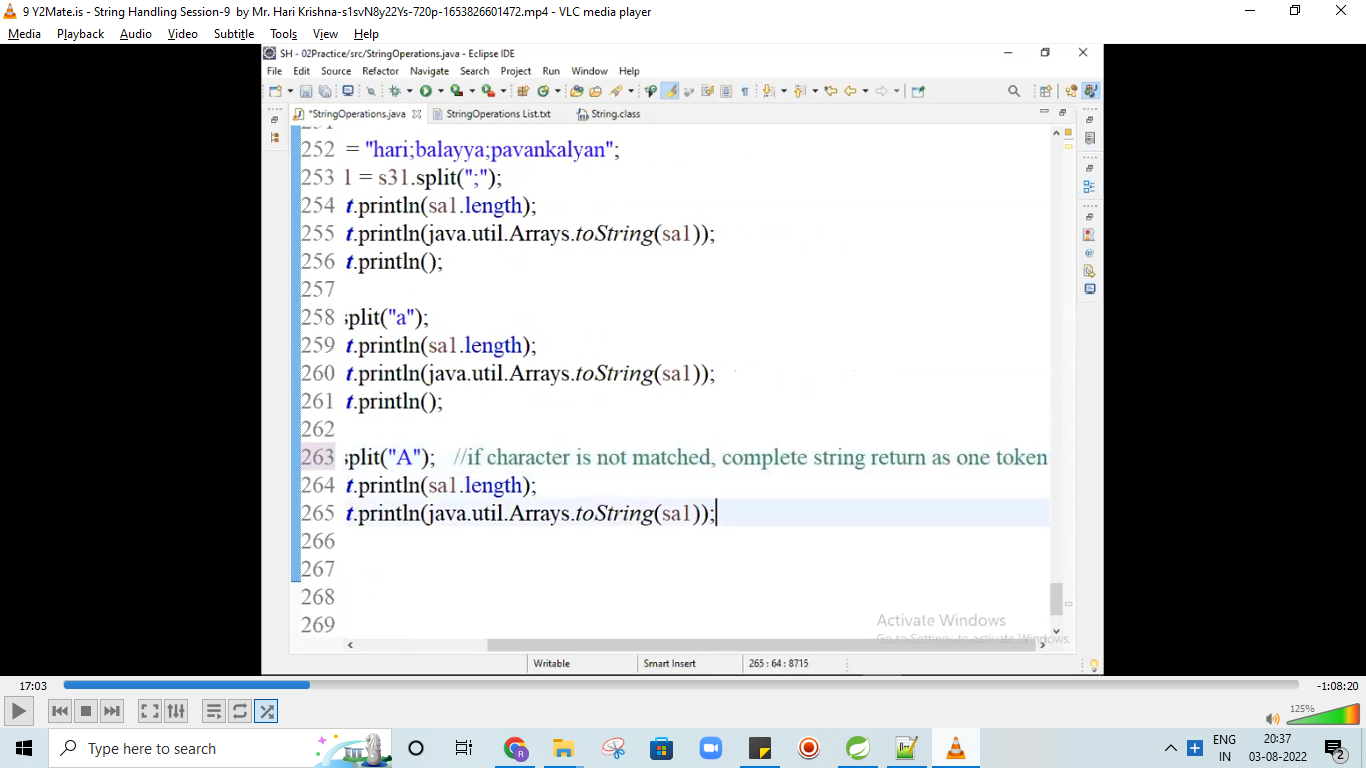 9 Y2Mate.is - String Handling Session-9 by Mr. Hari Krishna-s1svN8y22Ys-720p-1653826601472.mp4 - VLC media player
Media Playback Audio Video Subtitle Tools View Help
SH - 02Practice/src/StringOperations.java - Eclipse IDE
File Edit Source Refactor Navigate Search Project Run Window Help
*StringOperations.java StringOperations List.txt String.class
251
252 = "hari;balayya;pavankalyan";
253 1 = s31.split(";");
254 t.println(sa1.length);
255 t.println(java.util.Arrays.toString(sa1));
256 t.println();
257
258 split("a");
259 t.println(sa1.length);
260 t.println(java.util.Arrays.toString(sa1));
261 t.println();
262
263 split("A"); //if character is not matched, complete string return as one token
264 t.println(sa1.length);
265 t.println(java.util.Arrays.toString(sa1));
266
267
268
269
Activate Windows
Go to Settings to activate Windows.
Writable Smart Insert 265 : 64 : 8715
17:03 -1:08:20
125%
Type here to search
ENG 20:37
IN 03-08-2022 2